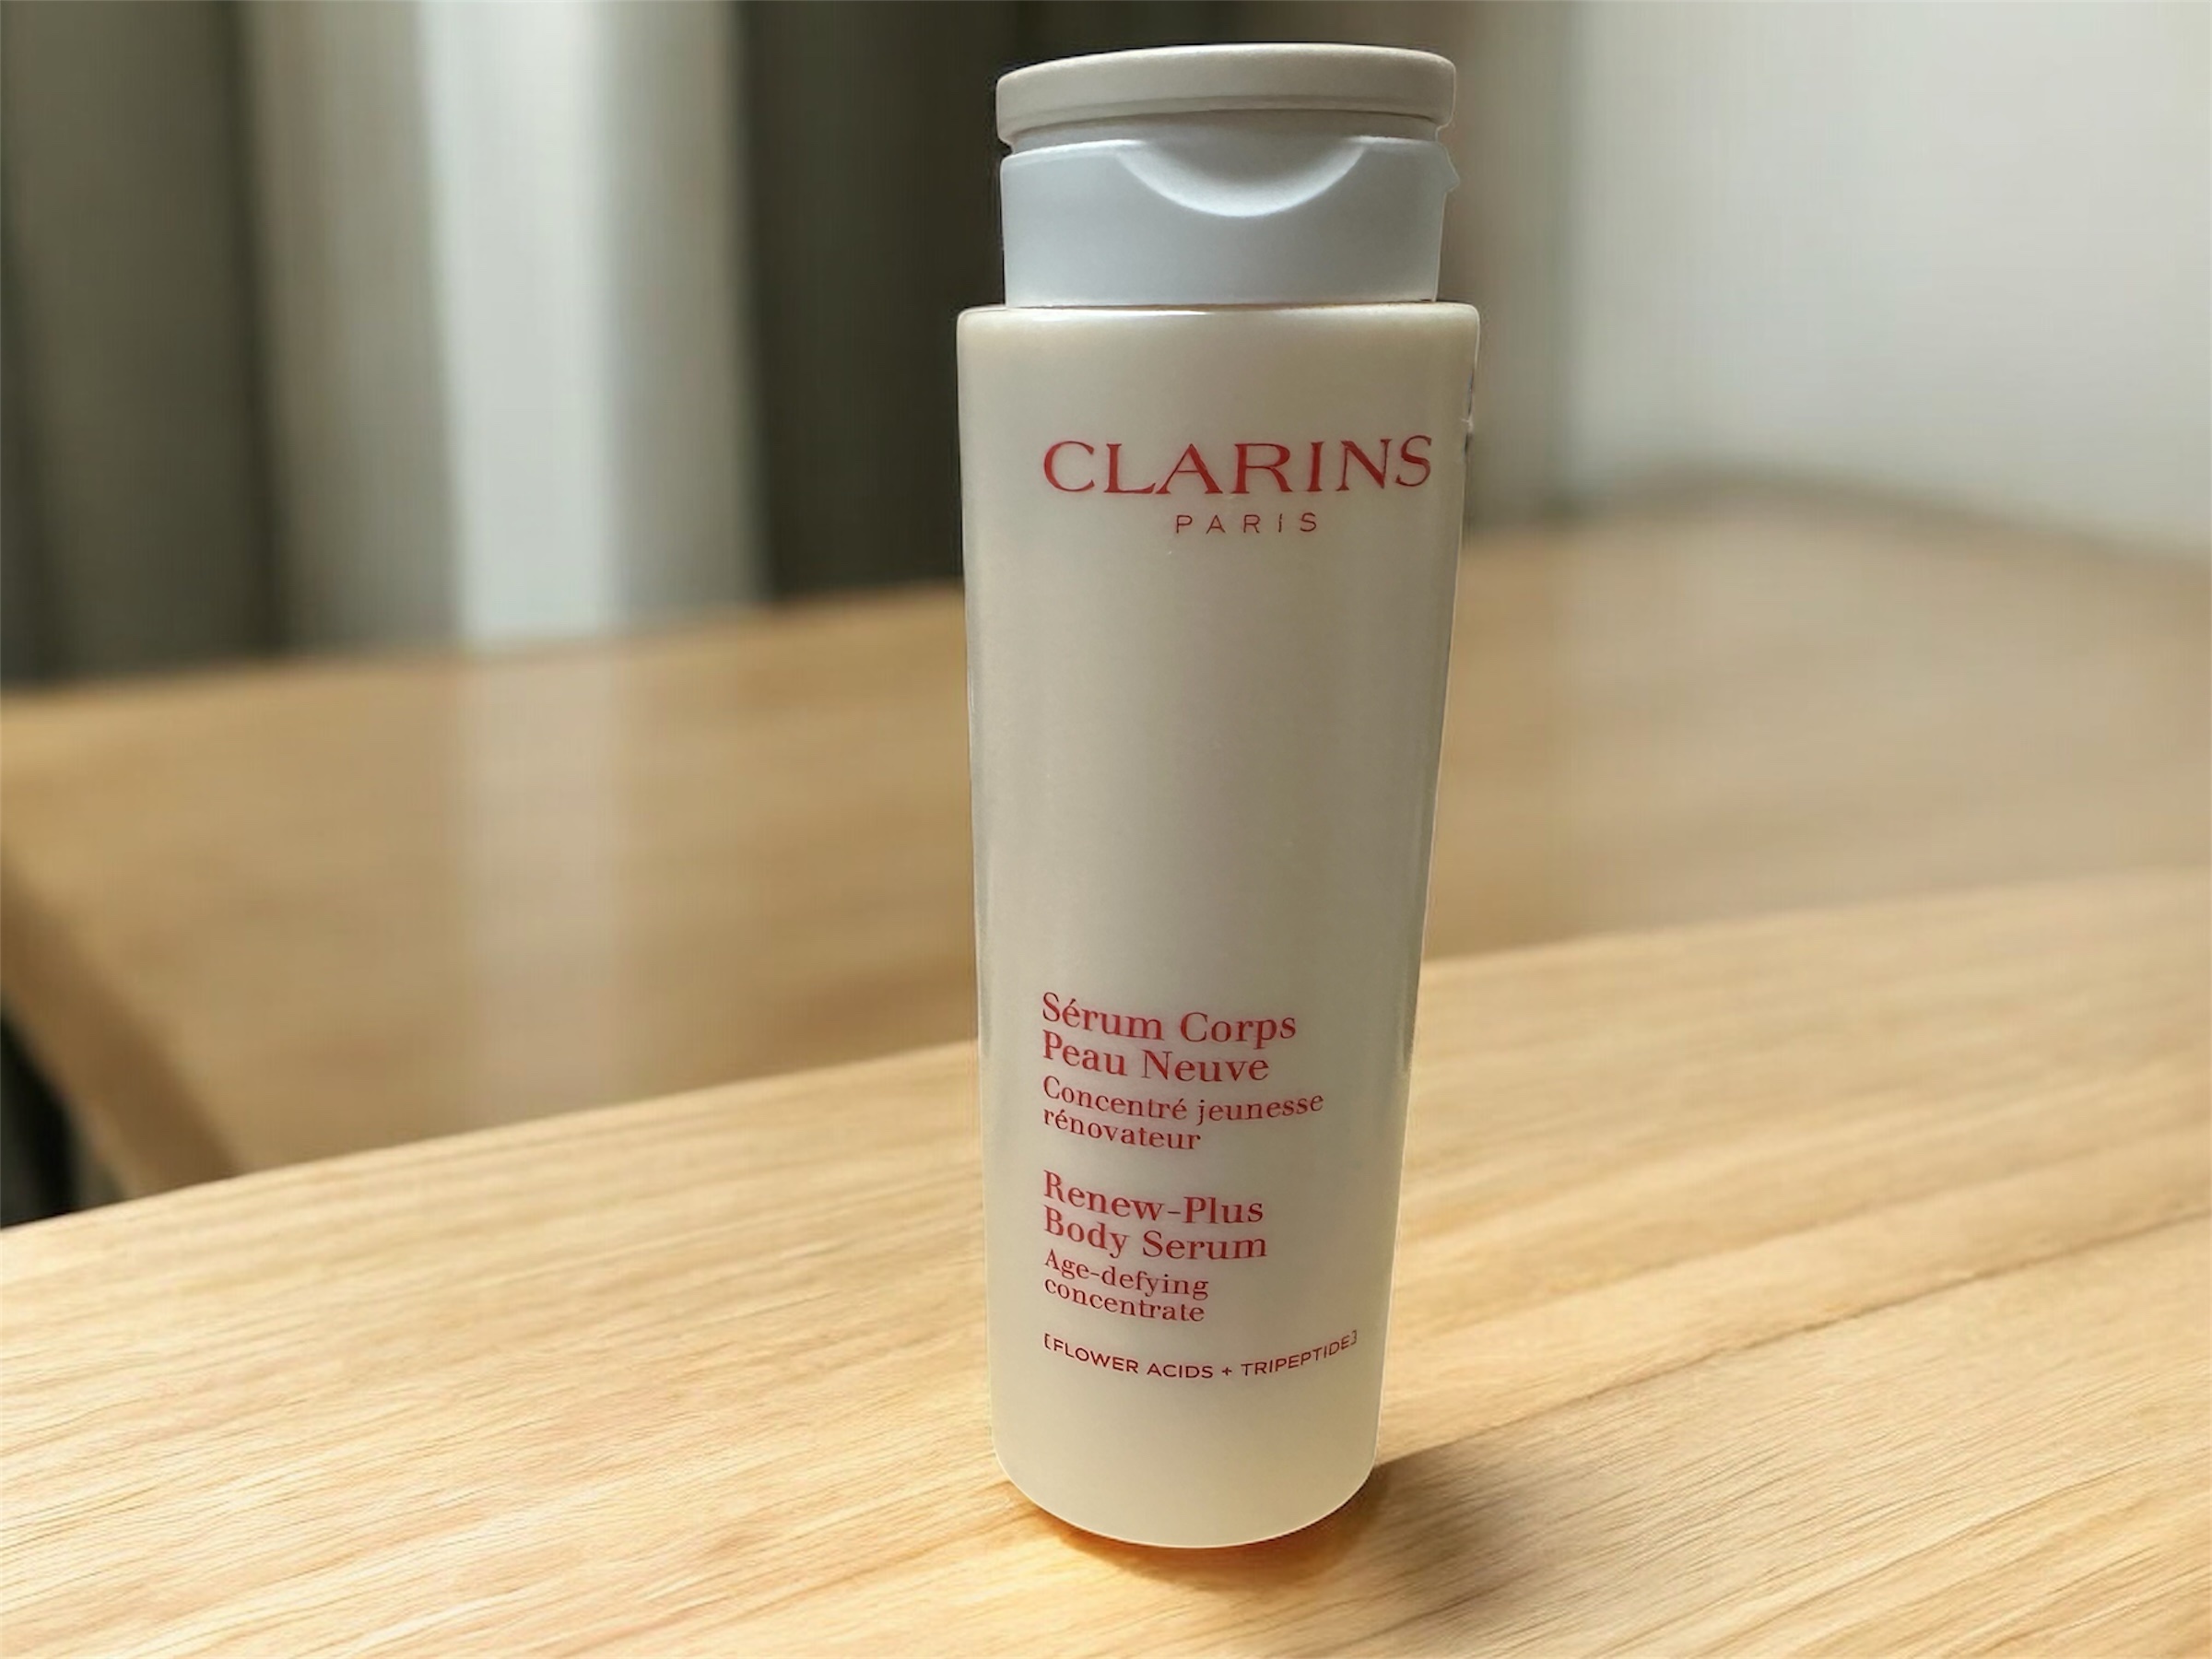 CLARINS
PARIS
Sérum Corps
Peau Neuve
Concentré jeunesse
rénovateur
Renew-Plus
Body Serum
Age-defying
concentrate
[FLOWER ACIDS + TRIPEPTIDE]